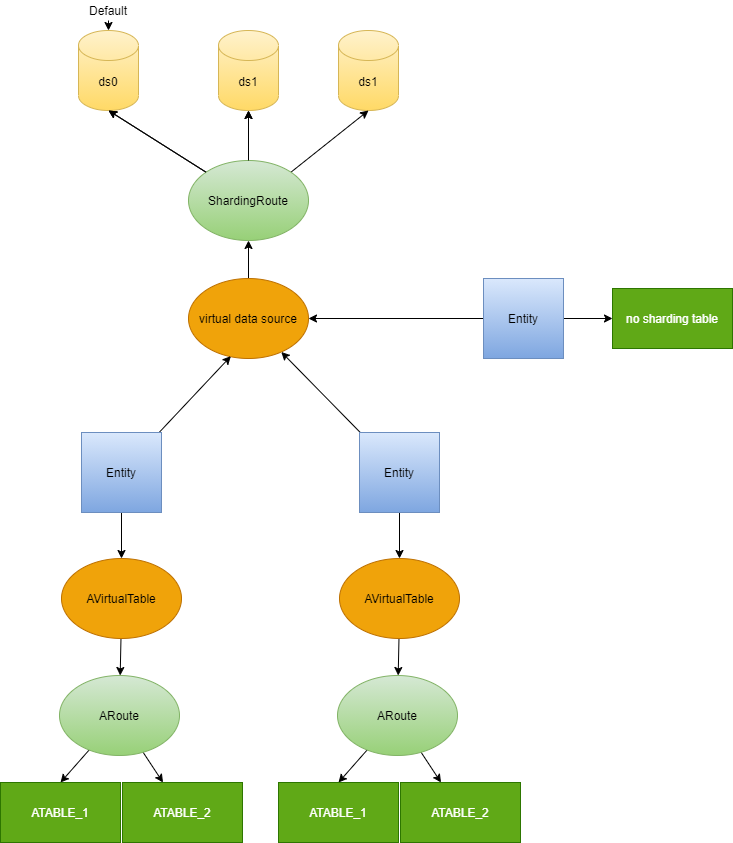 Default
ds0
ds1
ds1
ShardingRoute
virtual data source
Entity
no sharding table
Entity
Entity
AVirtualTable
AVirtualTable
ARoute
ARoute
ATABLE_1
ATABLE_2
ATABLE_1
ATABLE_2